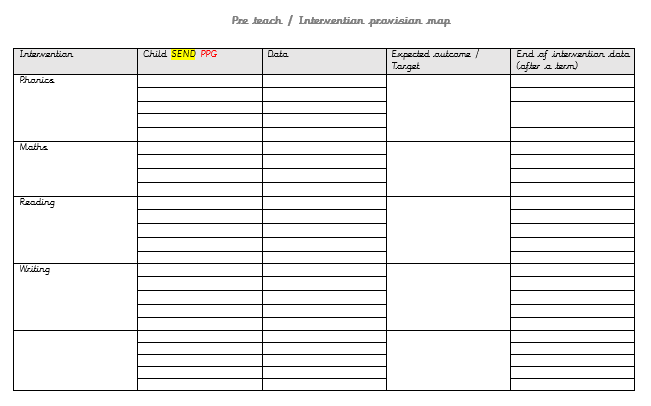 Pre teach / Intervention provision map
Intervention
Child SEND PPG
Data
Expected outcome /
Target
End of intervention data
(after a term)
Phonics
Maths
Reading
Writing